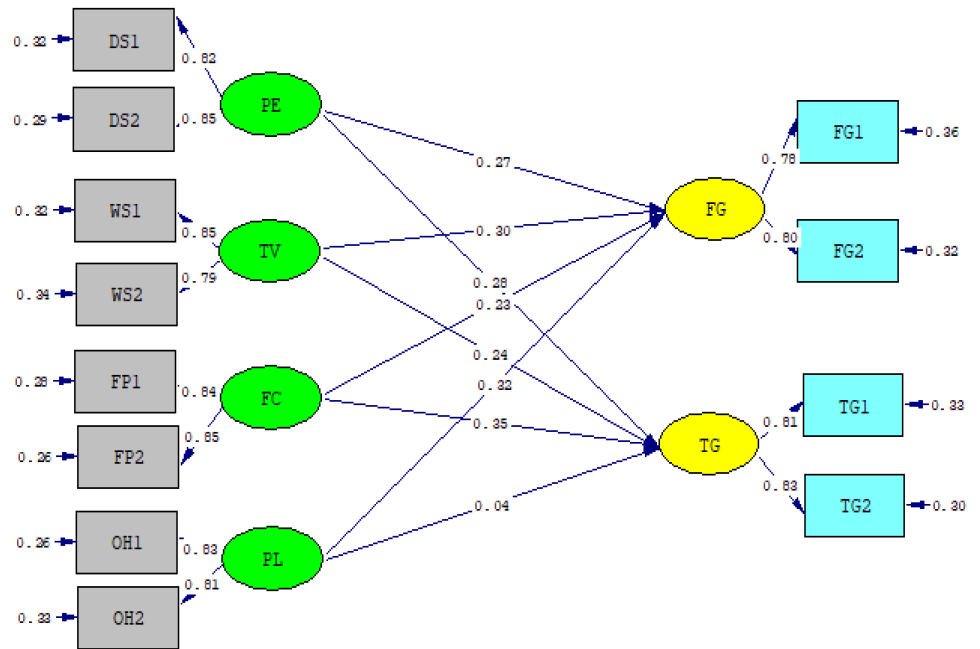 0.32
DS1
0.82
0.29
DS2
0.85
PE
0.32
WS1
0.85
TV
0.34
WS2
0.79
0.28
FP1
0.84
FC
0.26
FP2
0.85
0.26
OH1
0.83
PL
0.33
OH2
0.81
0.27
0.30
0.28
0.23
0.24
0.32
0.35
0.04
FG
0.78
FG1
0.36
0.80
FG2
0.32
TG
0.81
TG1
0.33
0.83
TG2
0.30